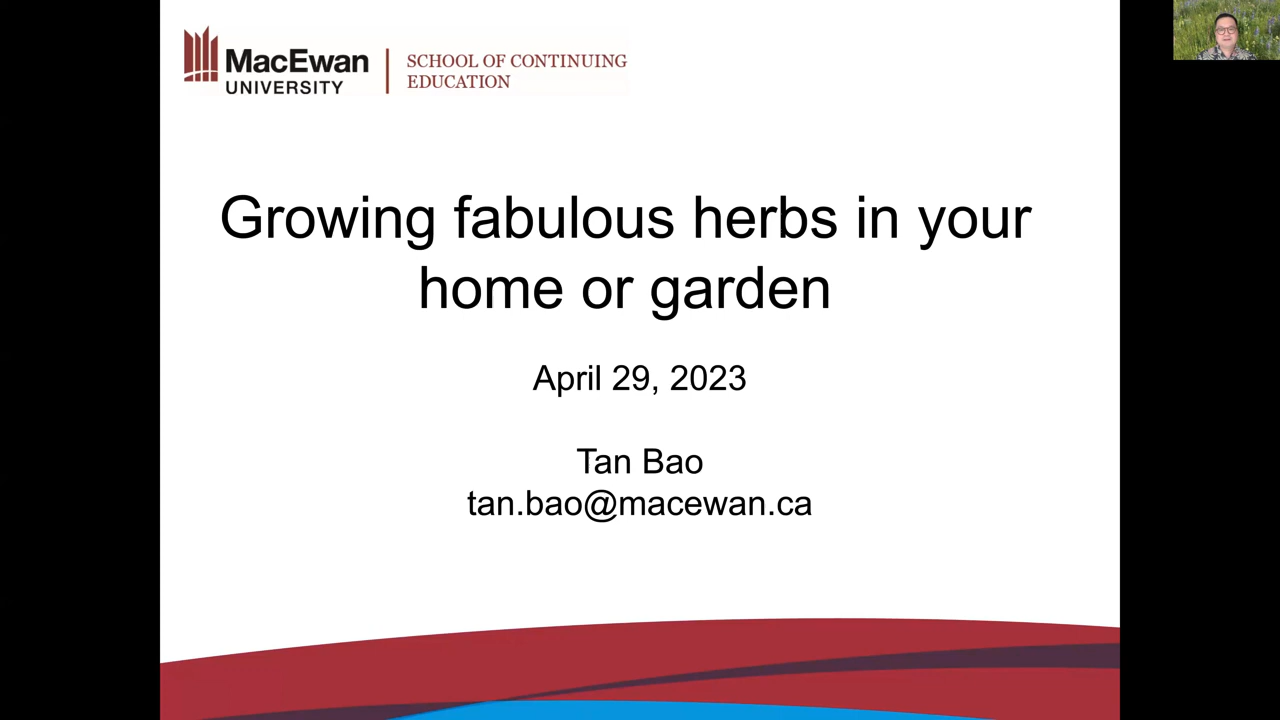 MacEwan
UNIVERSITY
SCHOOL OF CONTINUING
EDUCATION
Growing fabulous herbs in your
home or garden
April 29, 2023
Tan Bao
tan.bao@macewan.ca